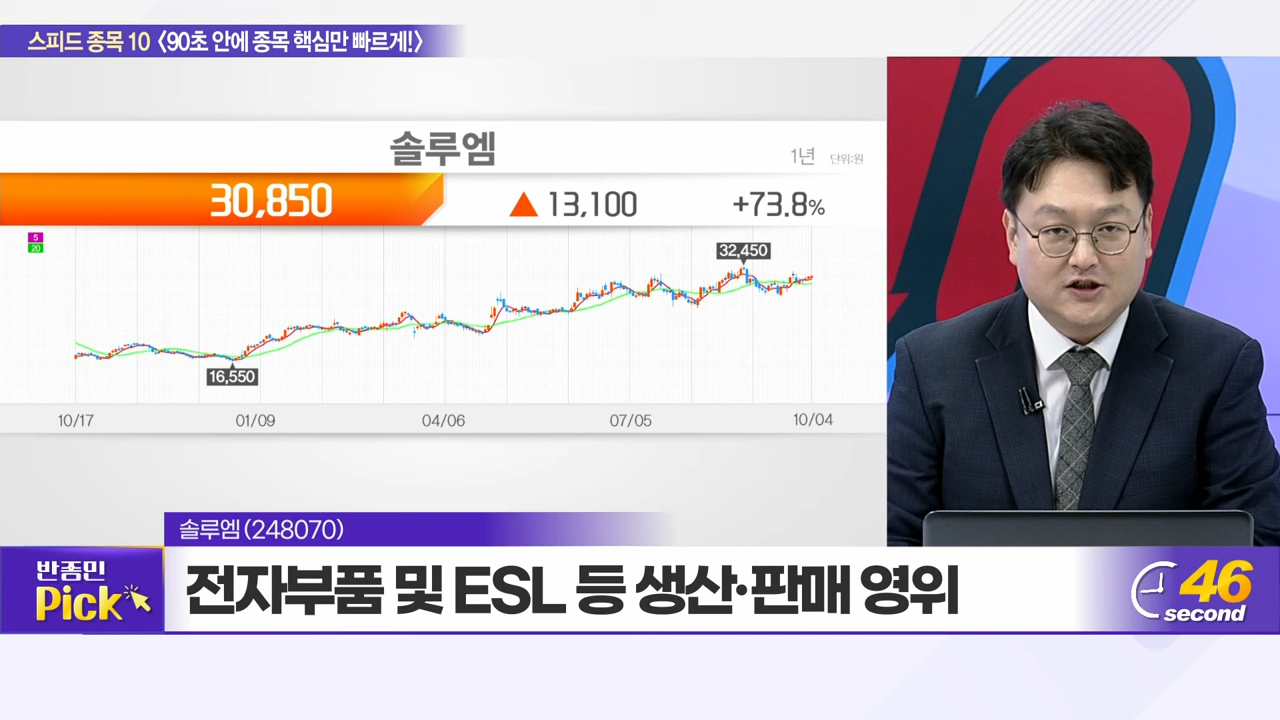 스피드 종목 10 <90초 안에 종목 핵심만 빠르게!>
솔루엠
1년 단위:원
30,850 ▲ 13,100 +73.8%
5
20
32,450
16,550
10/17 01/09 04/06 07/05 10/04
솔루엠(248070)
반종민
Pick
전자부품 및 ESL 등 생산·판매 영위
46
second